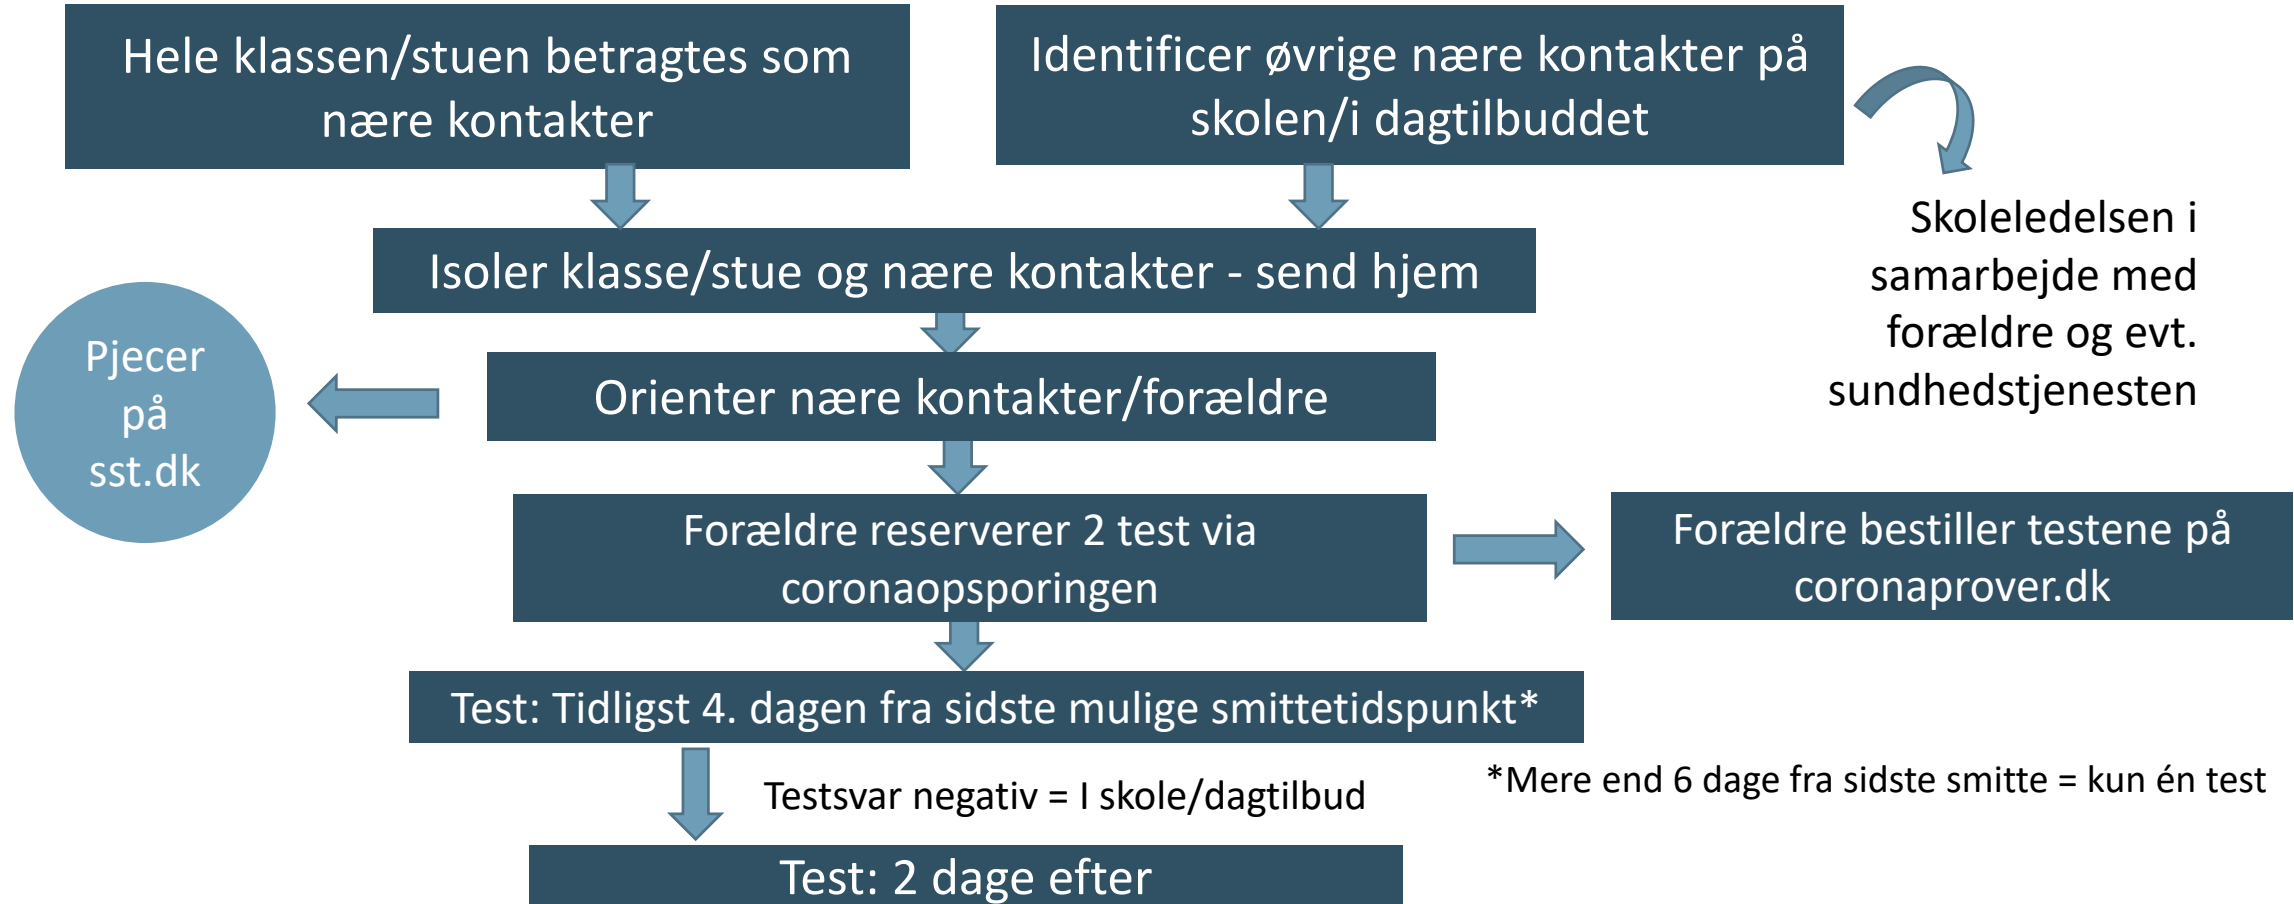 Hele klassen/stuen betragtes som
nære kontakter
Identificer øvrige nære kontakter på
skolen/i dagtilbuddet
Skoleledelsen i
samarbejde med
forældre og evt.
sundhedstjenesten
Isoler klasse/stue og nære kontakter - send hjem
Orienter nære kontakter/forældre
Pjecer
på
sst.dk
Forældre reserverer 2 test via
coronaopsporingen
Forældre bestiller testene på
coronaprover.dk
Test: Tidligst 4. dagen fra sidste mulige smittetidspunkt*
Testsvar negativ = I skole/dagtilbud
*Mere end 6 dage fra sidste smitte = kun én test
Test: 2 dage efter